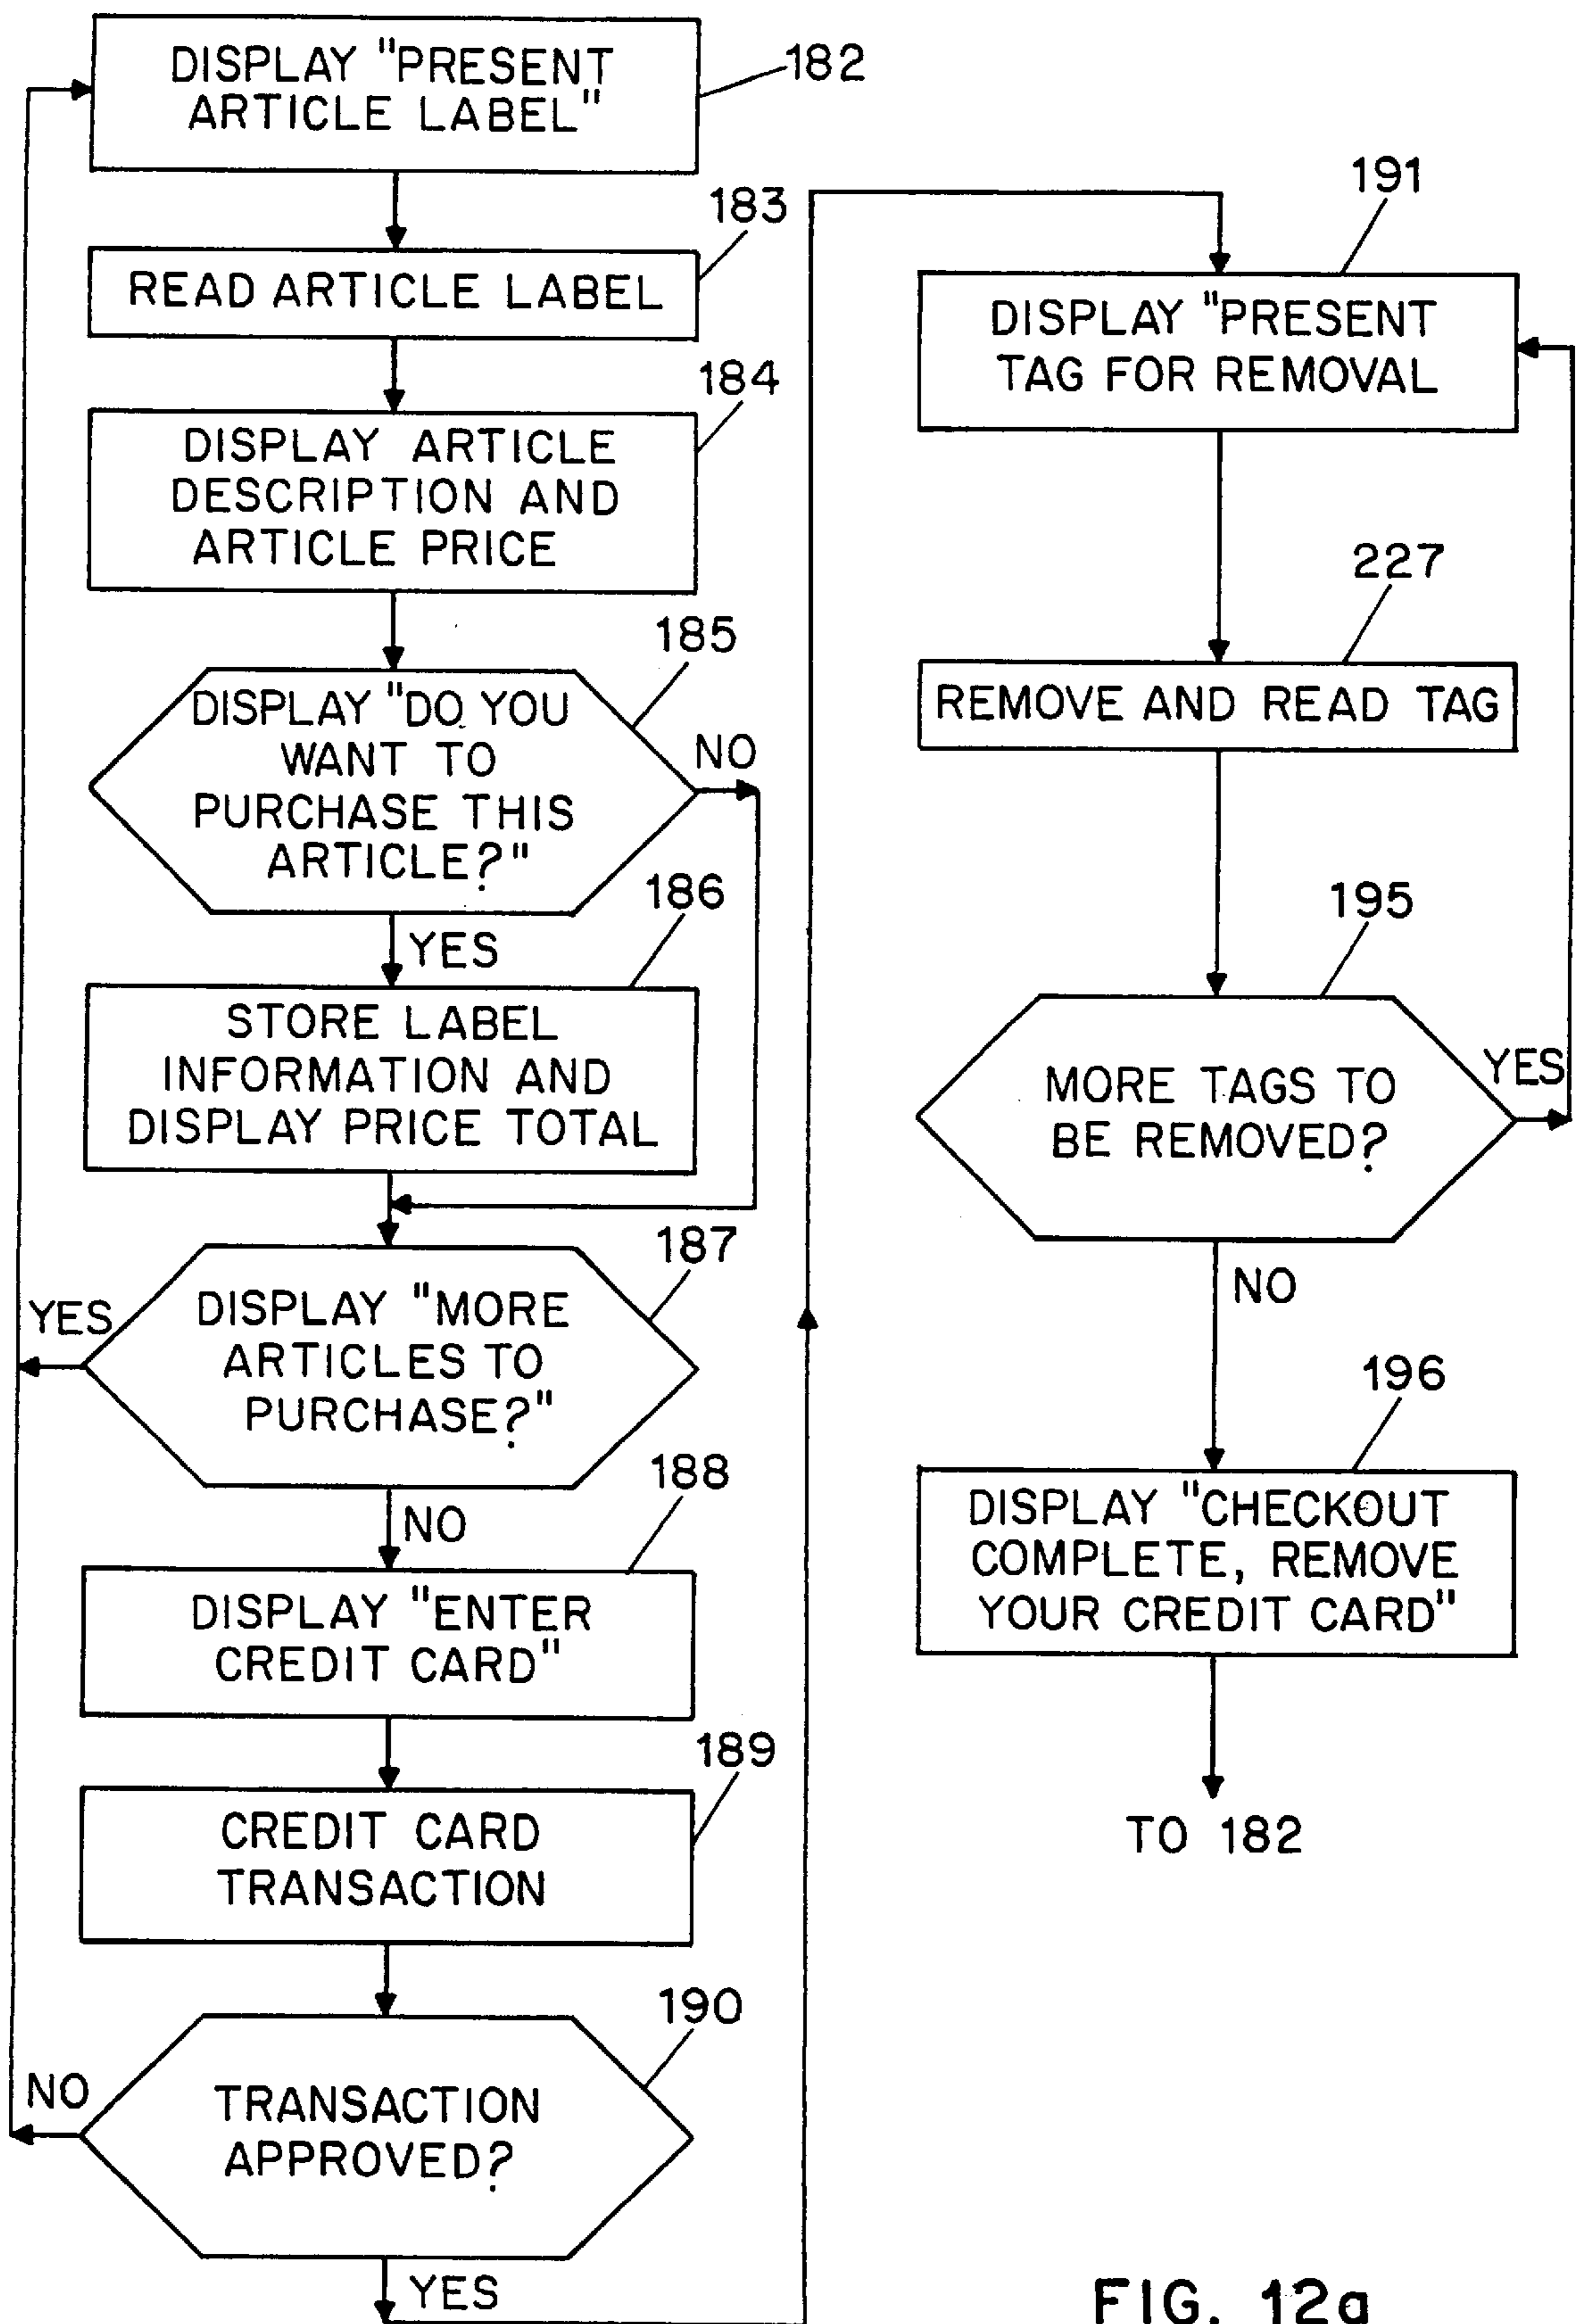 DISPLAY "PRESENT
ARTICLE LABEL"
182
183
READ ARTICLE LABEL
184
DISPLAY ARTICLE
DESCRIPTION AND
ARTICLE PRICE
185
DISPLAY "DO YOU
WANT TO
PURCHASE THIS
ARTICLE?"
NO
YES
186
STORE LABEL
INFORMATION AND
DISPLAY PRICE TOTAL
187
DISPLAY "MORE
ARTICLES TO
PURCHASE?"
YES
NO
188
DISPLAY "ENTER
CREDIT CARD"
189
CREDIT CARD
TRANSACTION
190
TRANSACTION
APPROVED?
NO
YES
191
DISPLAY "PRESENT
TAG FOR REMOVAL
227
REMOVE AND READ TAG
195
MORE TAGS TO
BE REMOVED?
YES
NO
196
DISPLAY "CHECKOUT
COMPLETE, REMOVE
YOUR CREDIT CARD"
TO 182
FIG. 12a